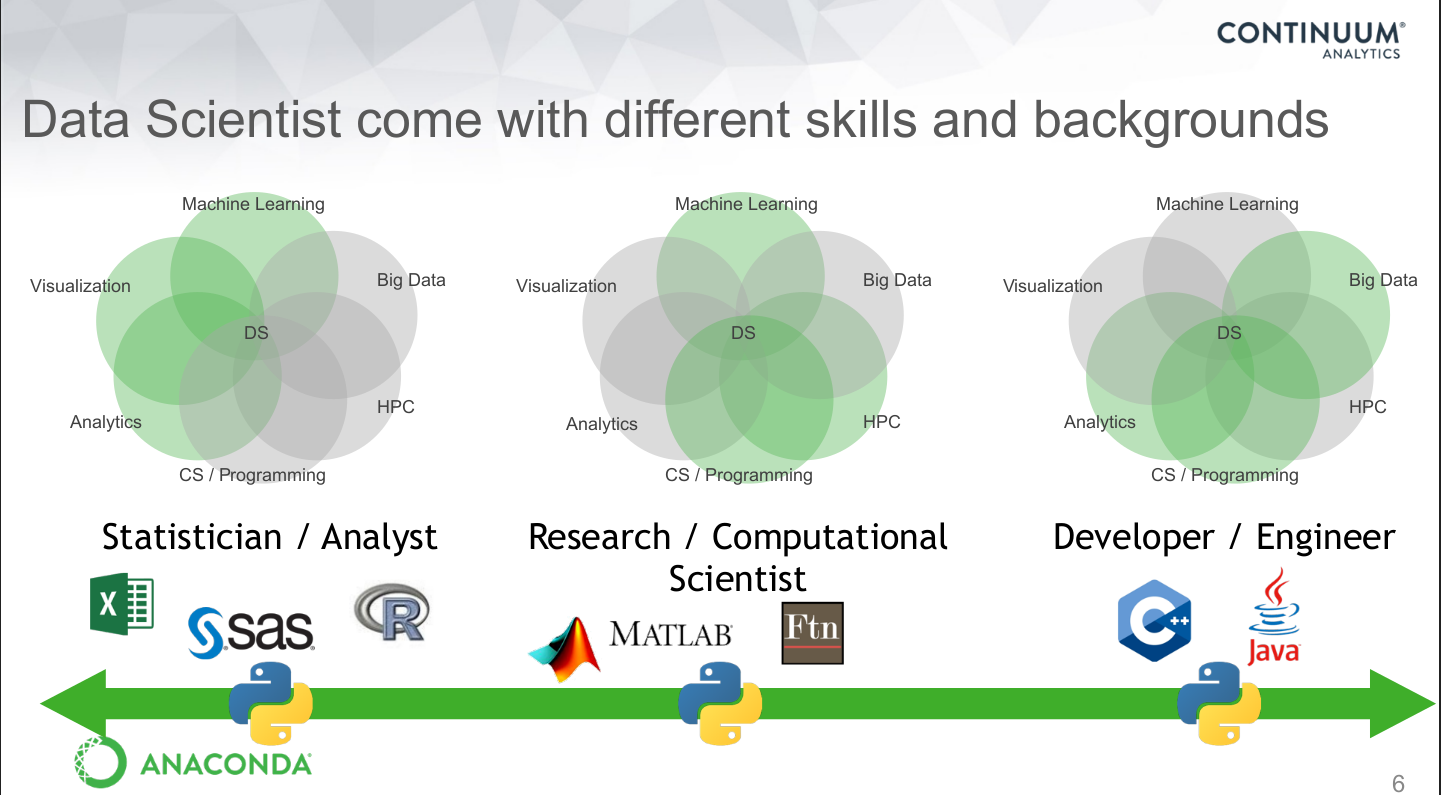 CONTINUUM®
ANALYTICS
Data Scientist come with different skills and backgrounds
Machine Learning
Visualization
Big Data
DS
HPC
Analytics
CS / Programming
Machine Learning
Visualization
Big Data
DS
HPC
Analytics
CS / Programming
Machine Learning
Visualization
Big Data
DS
HPC
Analytics
CS / Programming
Statistician / Analyst
Research / Computational
Scientist
Developer / Engineer
X
sas
R
MATLAB®
Ftn
C++
Java
ANACONDA®
6